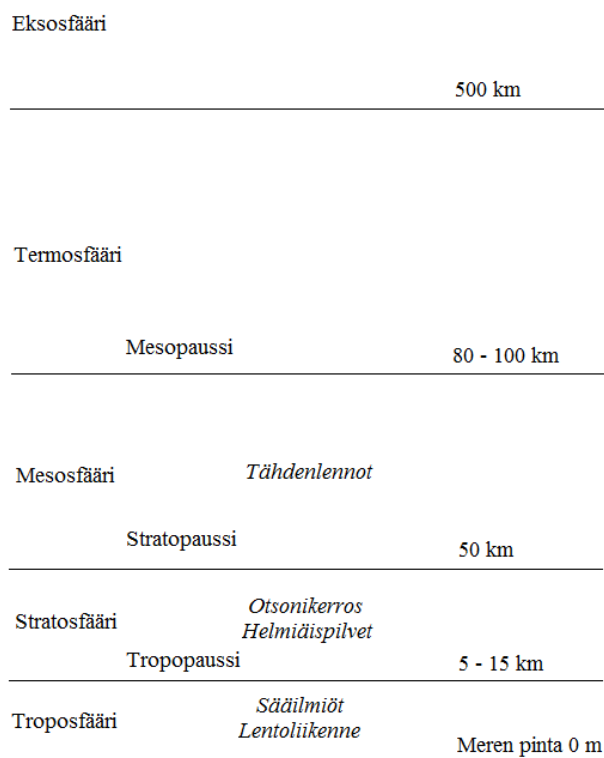 Eksosfääri
500 km
Termosfääri
Mesopaussi 80 - 100 km
Mesosfääri Tähdenlennot
Stratopaussi 50 km
Otsonikerros
Stratosfääri Helmiäispilvet
Tropopaussi 5 - 15 km
Sääilmiöt
Troposfääri Lentoliikenne
Meren pinta 0 m